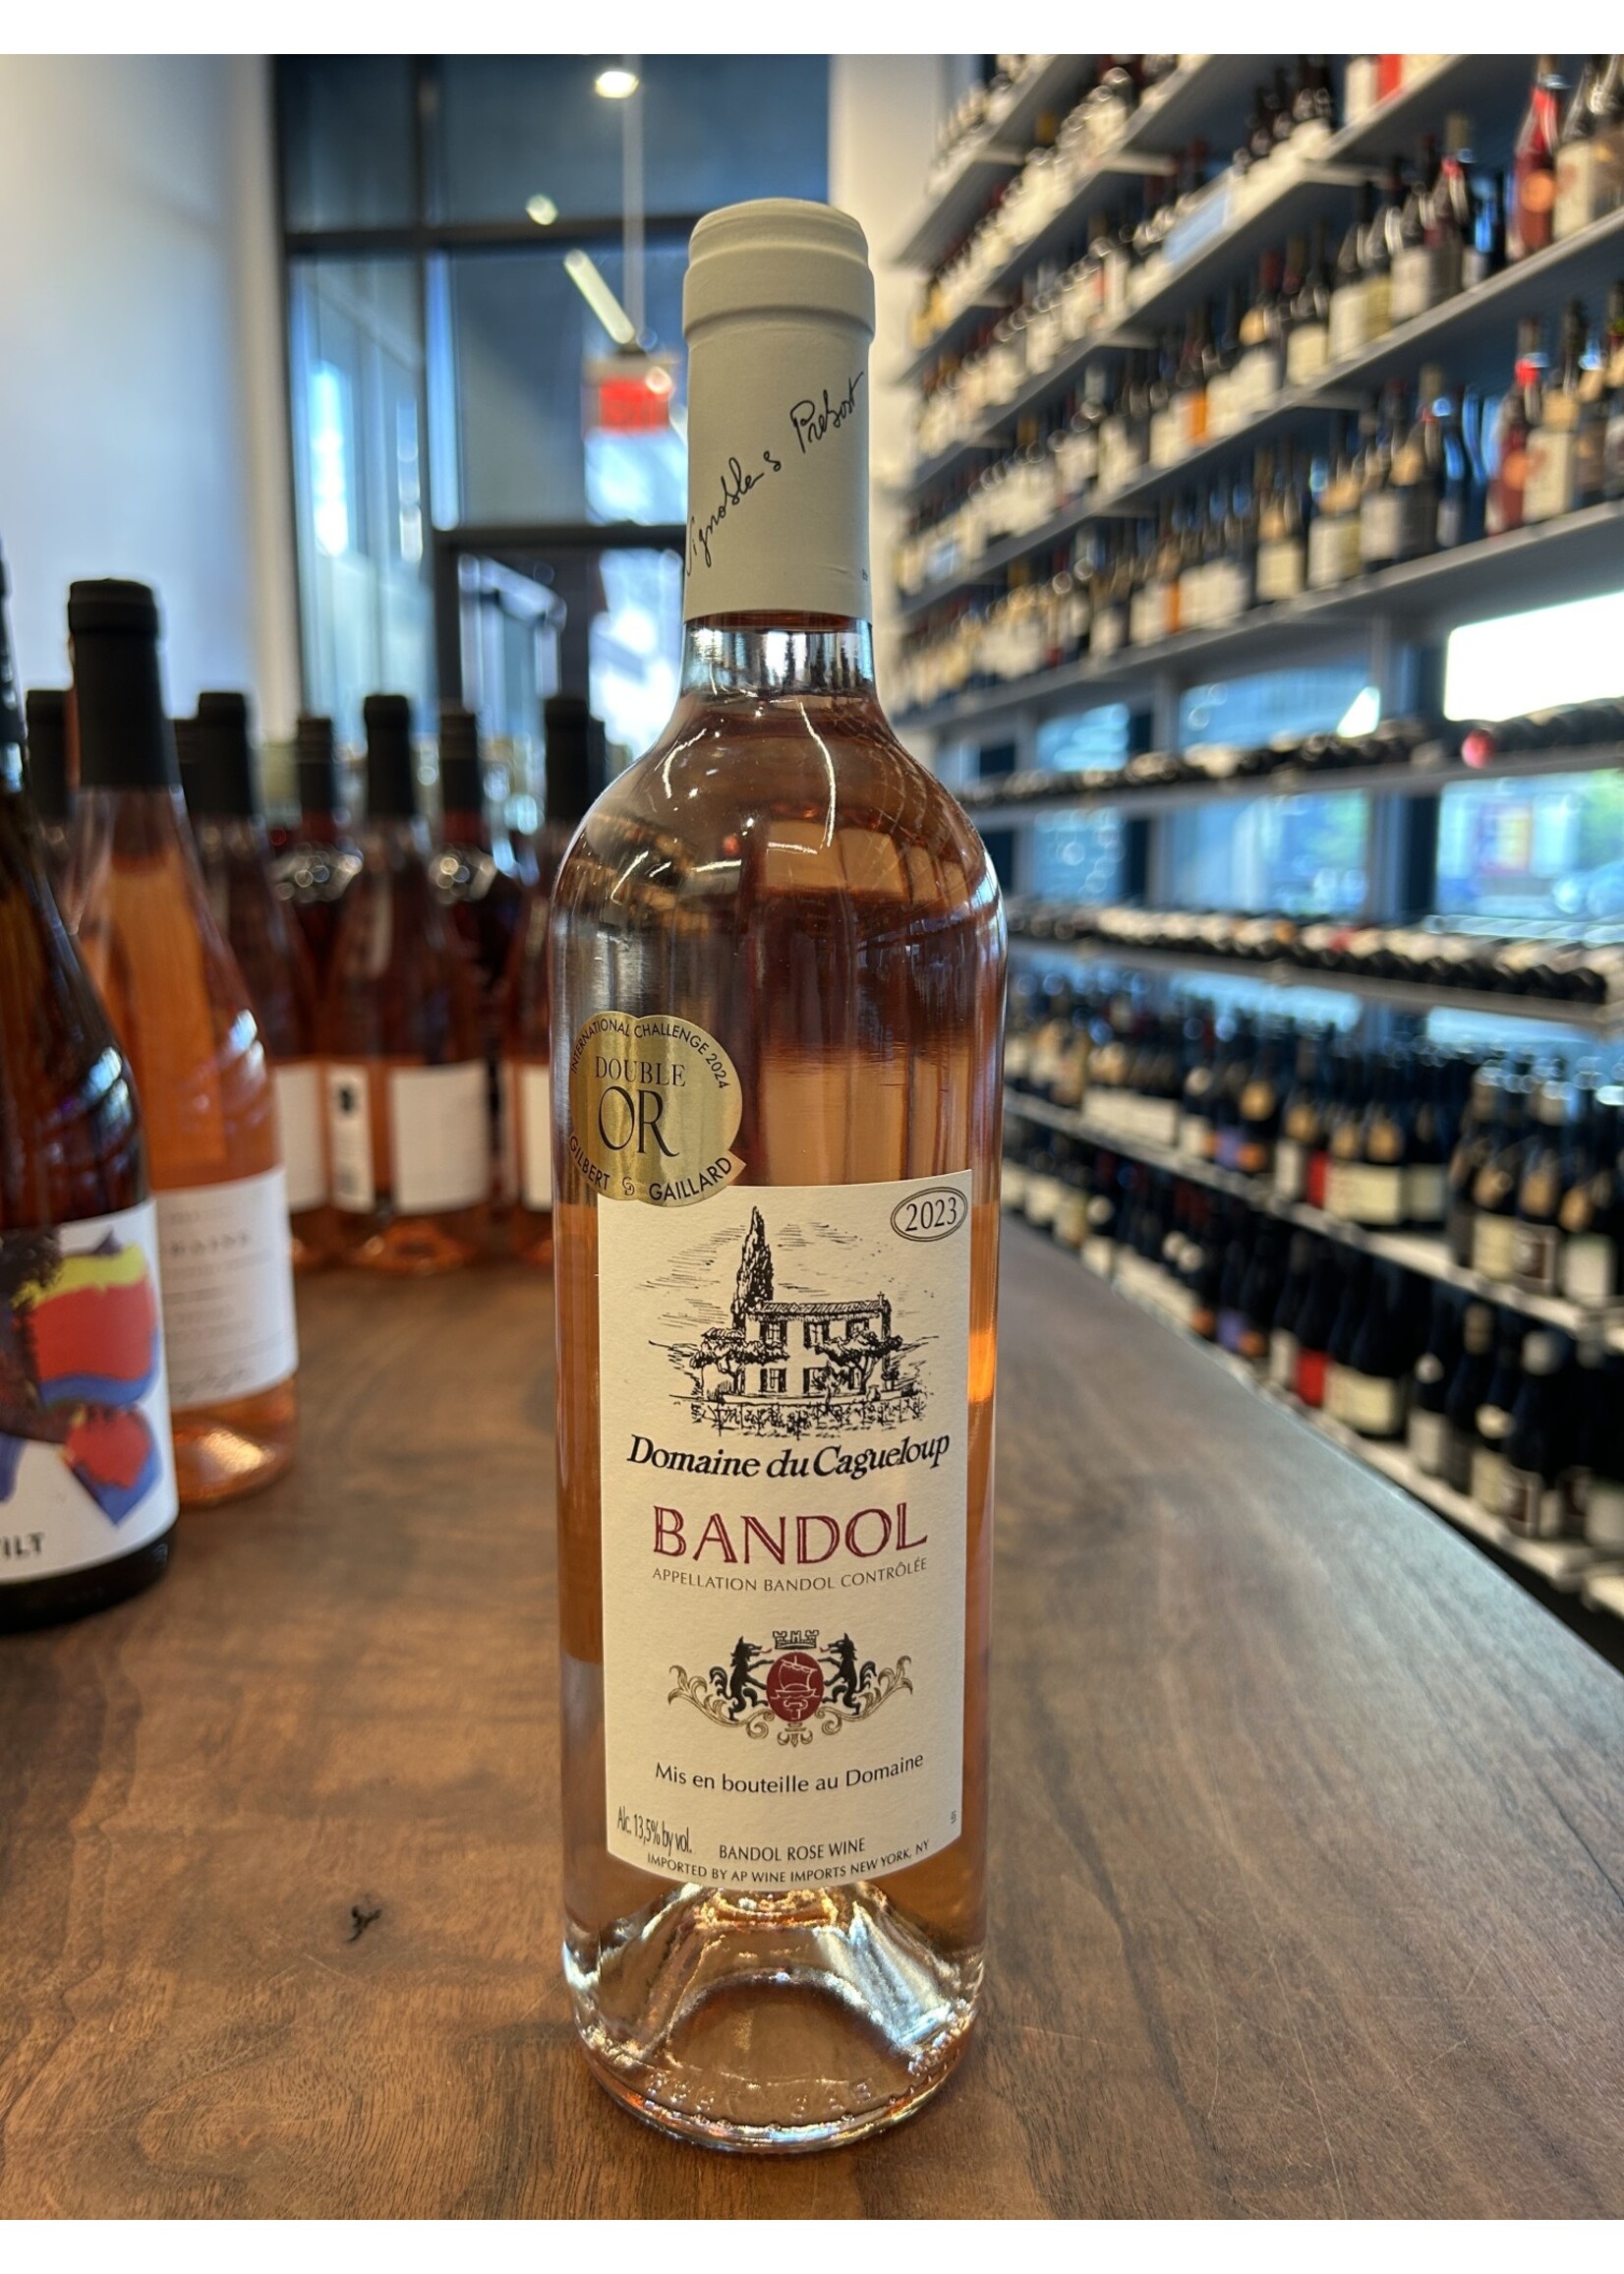 Vignobles Prebost
INTERNATIONAL CHALLENGE 2024
DOUBLE
OR
GILBERT & GAILLARD
2023
Domaine du Cagueloup
BANDOL
APPELLATION BANDOL CONTRÔLÉE
Mis en bouteille au Domaine
Alc. 13,5% by vol.
BANDOL ROSE WINE
IMPORTED BY AP WINE IMPORTS NEW YORK, NY